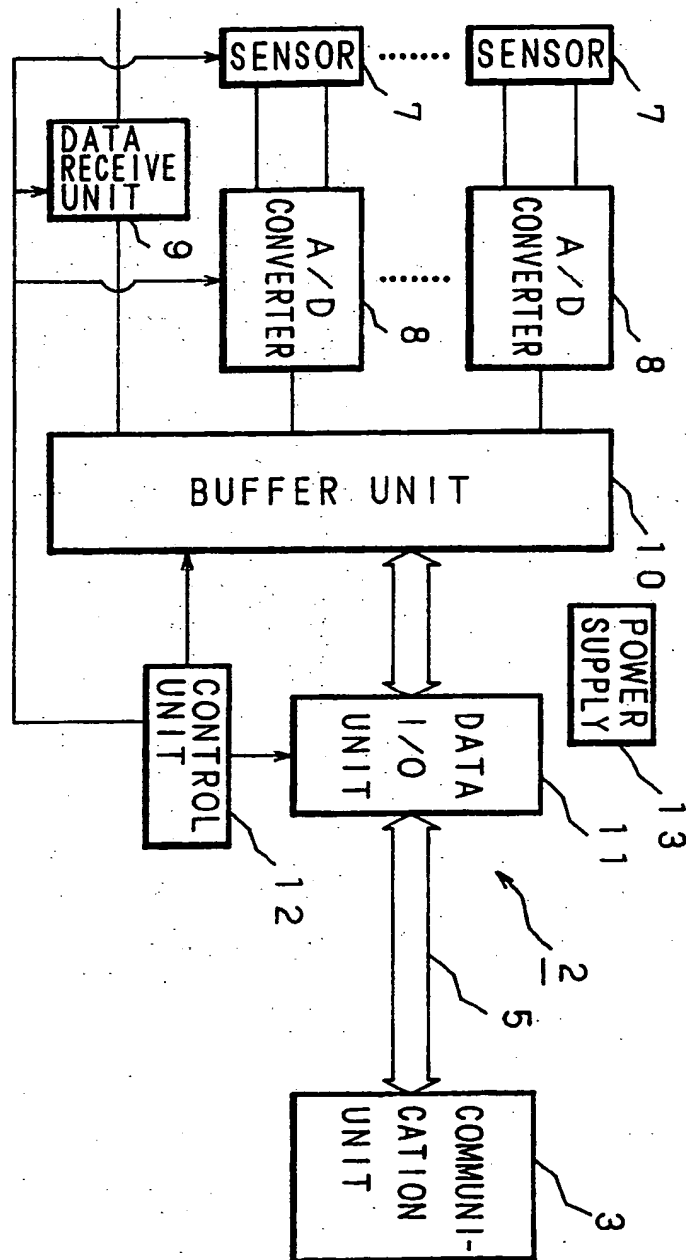 SENSOR
SENSOR
7
7
DATA
RECEIVE
UNIT
9
A/D
CONVERTER
8
A/D
CONVERTER
8
BUFFER UNIT
10
POWER
SUPPLY
13
CONTROL
UNIT
12
DATA
I/O
UNIT
11
2
5
COMMUNI-
CATION
UNIT
3